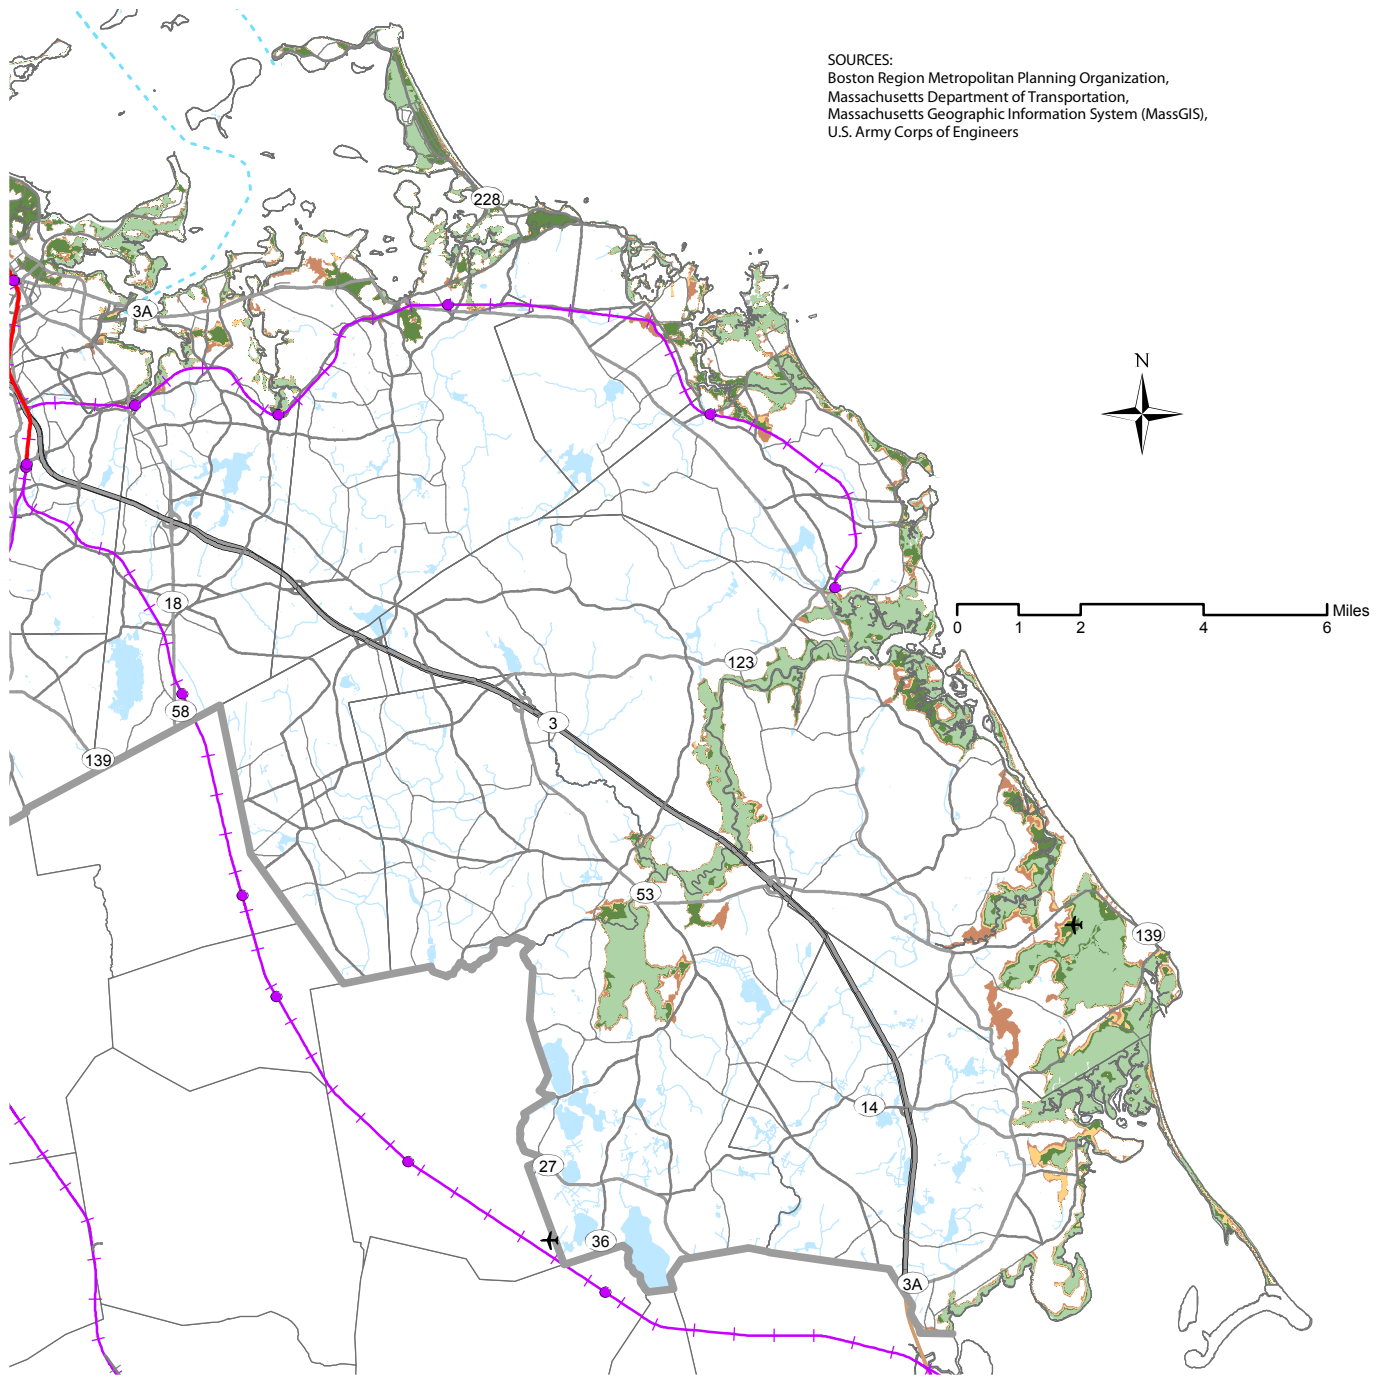 SOURCES:
Boston Region Metropolitan Planning Organization,
Massachusetts Department of Transportation,
Massachusetts Geographic Information System (MassGIS),
U.S. Army Corps of Engineers
228
3A
N
18
0 1 2 4 6 Miles
123
58
3
139
53
139
14
27
36
3A